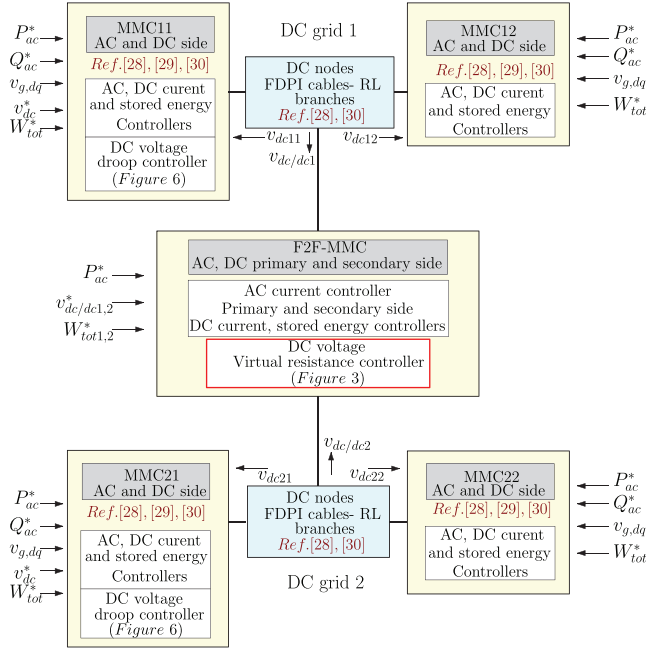 DC grid 1
MMC11
AC and DC side
Ref.[28],[29],[30]
AC, DC curent
and stored energy
Controllers
DC voltage
droop controller
(Figure 6)
P*ac
Q*ac
vg,dq
v*dc
W*tot
DC nodes
FDPI cables- RL
branches
Ref.[28],[30]
vdc11
vdc12
vdc/dc1
MMC12
AC and DC side
Ref.[28],[29],[30]
AC, DC curent
and stored energy
Controllers
P*ac
Q*ac
vg,dq
W*tot
F2F-MMC
AC, DC primary and secondary side
AC current controller
Primary and secondary side
DC current, stored energy controllers
DC voltage
Virtual resistance controller
(Figure 3)
P*ac
v*dc/dc1,2
W*tot1,2
vdc/dc2
vdc21
vdc22
MMC21
AC and DC side
Ref.[28],[29],[30]
AC, DC curent
and stored energy
Controllers
DC voltage
droop controller
(Figure 6)
P*ac
Q*ac
vg,dq
v*dc
W*tot
DC nodes
FDPI cables- RL
branches
Ref.[28],[30]
DC grid 2
MMC22
AC and DC side
Ref.[28],[29],[30]
AC, DC curent
and stored energy
Controllers
P*ac
Q*ac
vg,dq
W*tot